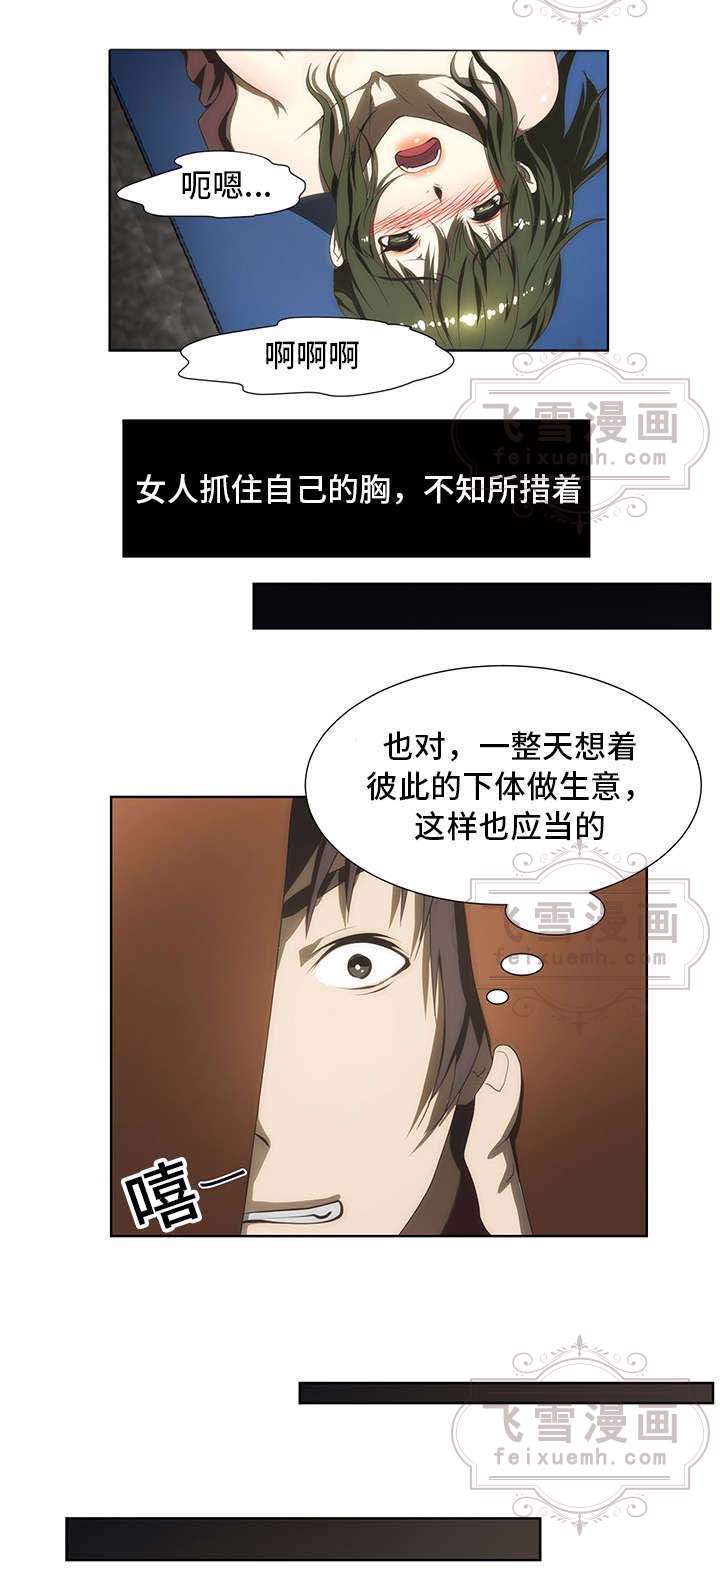 呃嗯...
啊啊啊
飞雪漫画
feixuemh.com
女人抓住自己的胸，不知所措着
也对，一整天想着
彼此的下体做生意，
这样也应当的
飞雪漫画
feixuemh.com
嘻一
飞雪漫画
feixuemh.com